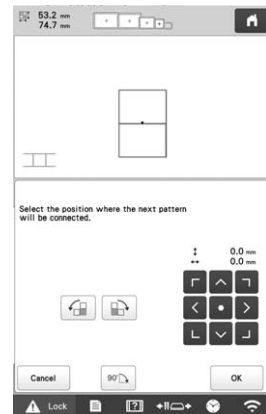 53.2 mm
74.7 mm
Select the position where the next pattern
will be connected.
0.0 mm
0.0 mm
Cancel
90°
OK
Lock